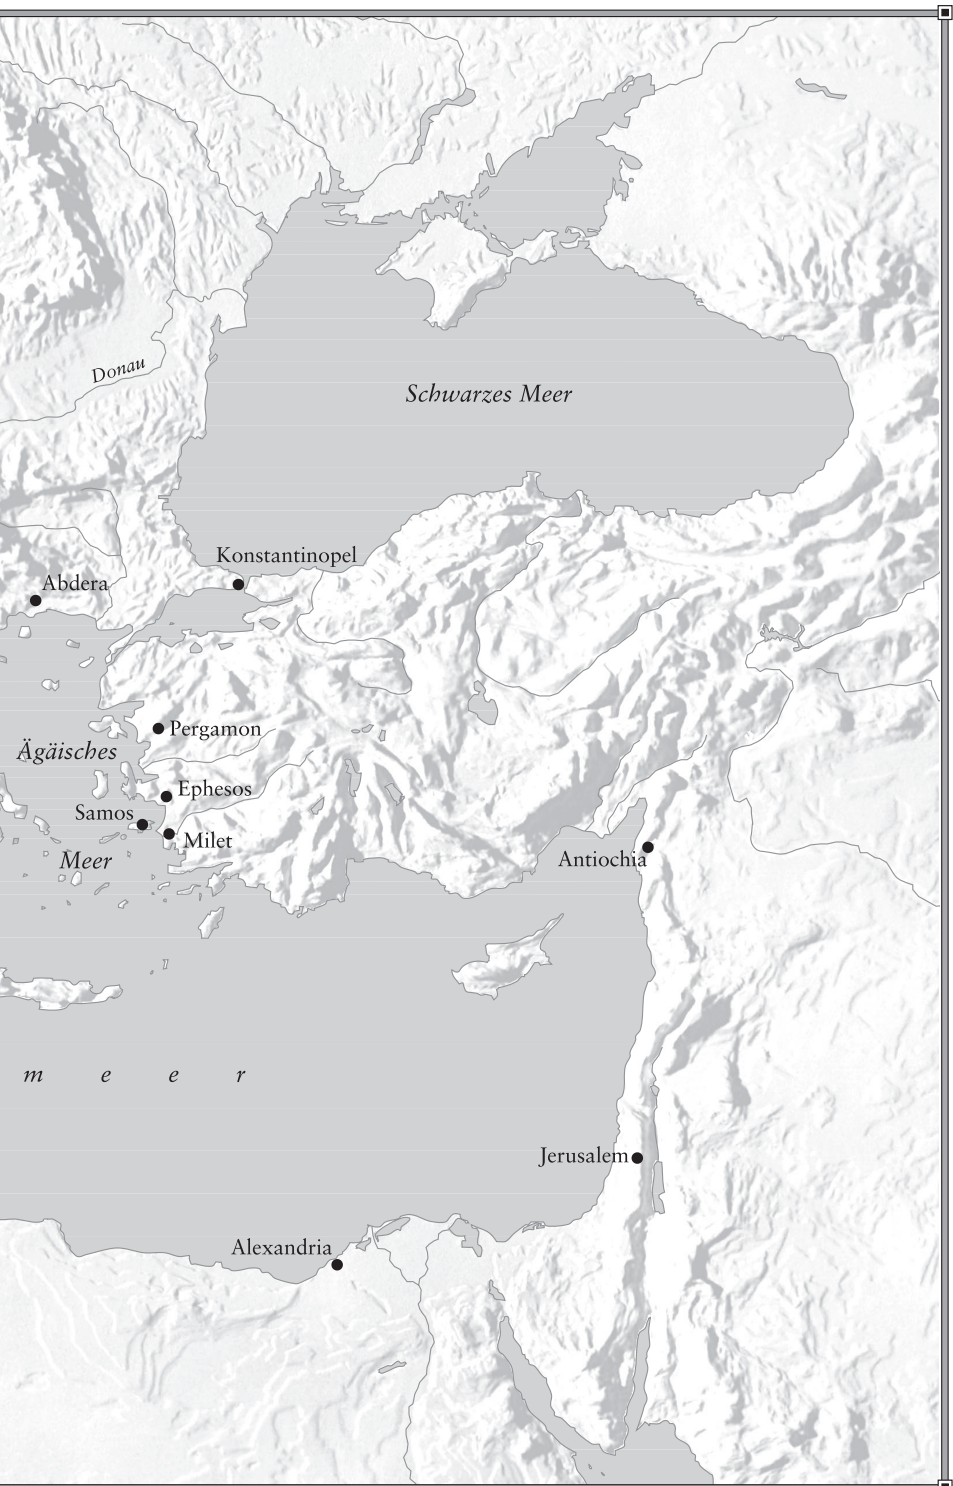 Donau
Schwarzes Meer
Konstantinopel
Abdera
Pergamon
Ägäisches
Ephesos
Samos
Milet
Meer
Antiochia
m e e r
Jerusalem
Alexandria